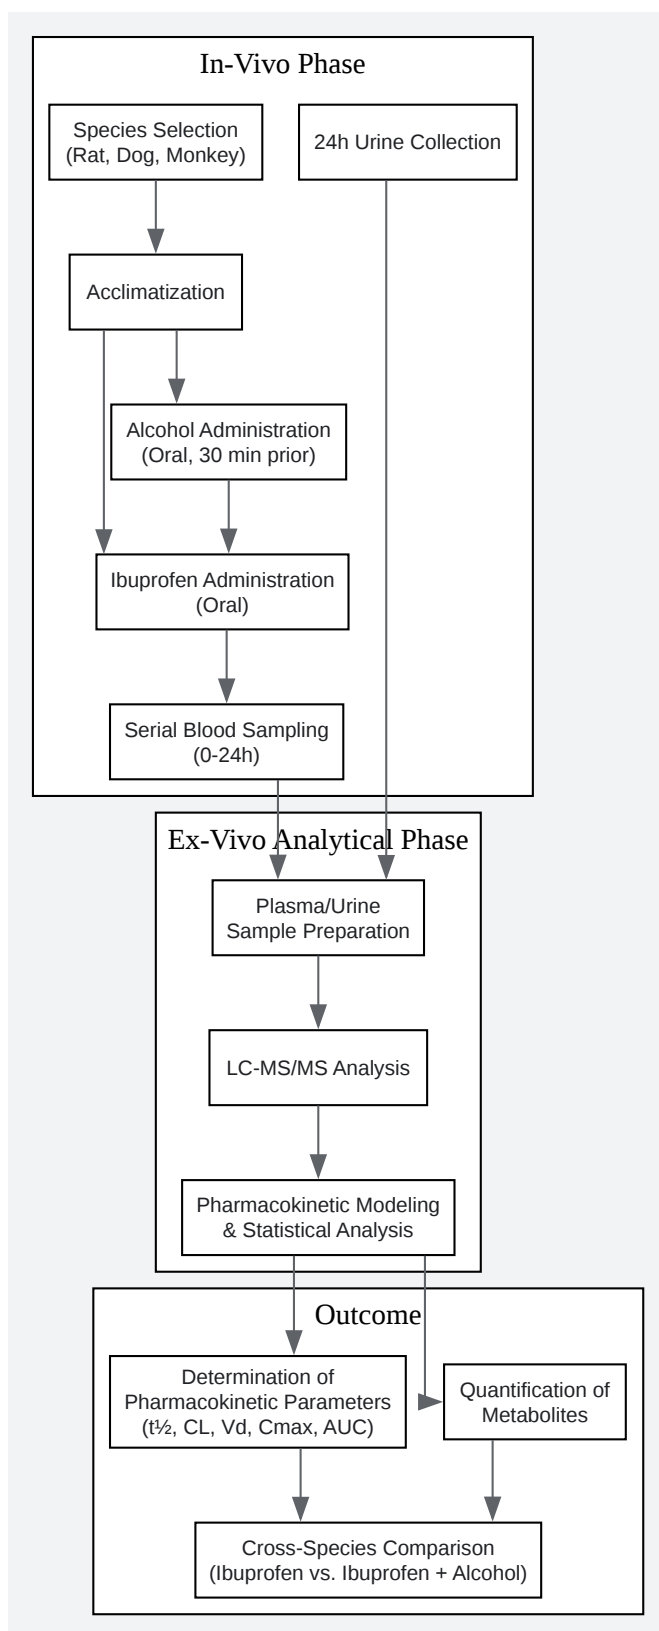 In-Vivo Phase
Species Selection
(Rat, Dog, Monkey)
24h Urine Collection
Acclimatization
Alcohol Administration
(Oral, 30 min prior)
Ibuprofen Administration
(Oral)
Serial Blood Sampling
(0-24h)
Ex-Vivo Analytical Phase
Plasma/Urine
Sample Preparation
LC-MS/MS Analysis
Pharmacokinetic Modeling
& Statistical Analysis
Outcome
Determination of
Pharmacokinetic Parameters
(t½, CL, Vd, Cmax, AUC)
Quantification of
Metabolites
Cross-Species Comparison
(Ibuprofen vs. Ibuprofen + Alcohol)